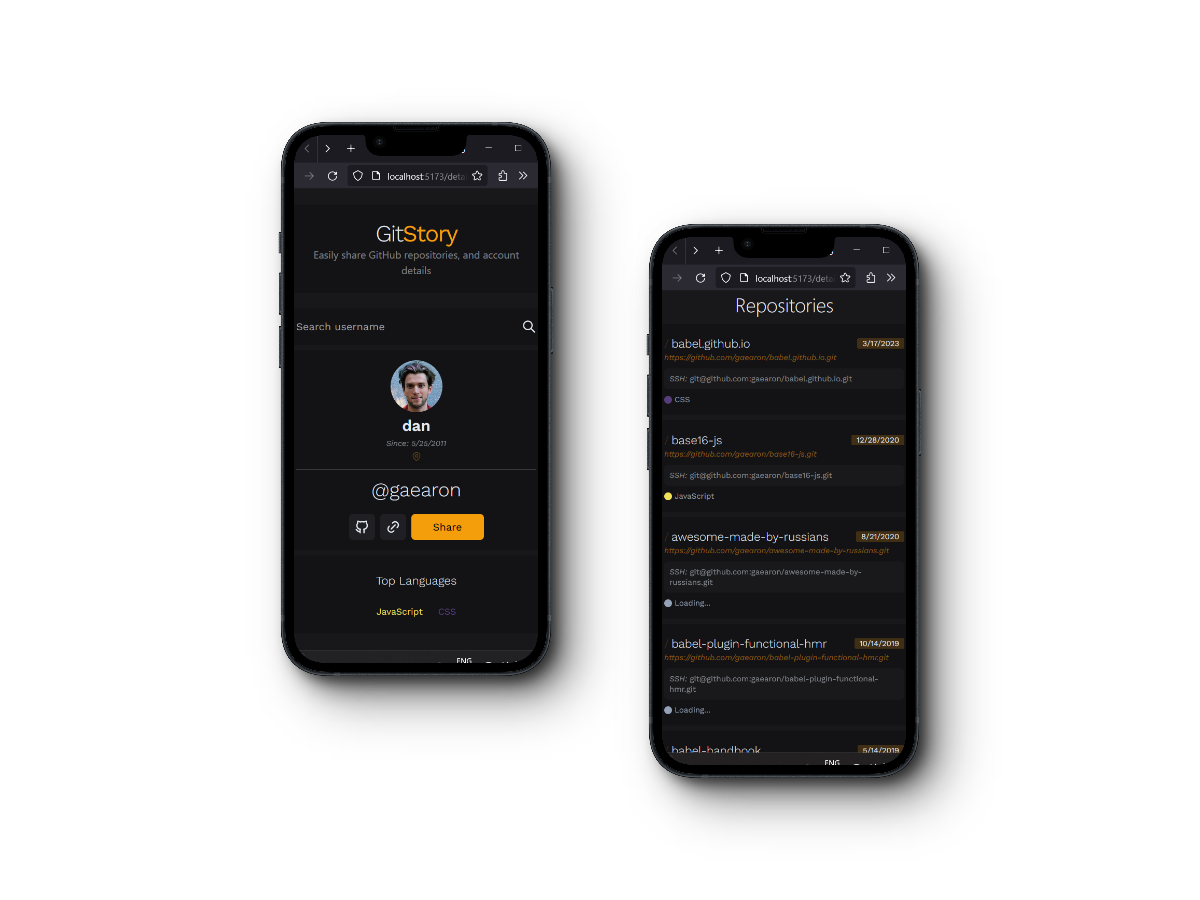 localhost:5173/deta
GitStory
Easily share GitHub repositories, and account
details
Search username
dan
Since: 5/25/2011
@gaearon
Share
Top Languages
JavaScript CSS
ENG
localhost:5173/deta
Repositories
/ babel.github.io 3/17/2023
https://github.com/gaearon/babel.github.io.git
SSH: git@github.com:gaearon/babel.github.io.git
CSS
/ base16-js 12/28/2020
https://github.com/gaearon/base16-js.git
SSH: git@github.com:gaearon/base16-js.git
JavaScript
/ awesome-made-by-russians 8/21/2020
https://github.com/gaearon/awesome-made-by-russians.git
SSH: git@github.com:gaearon/awesome-made-by-
russians.git
Loading...
/ babel-plugin-functional-hmr 10/14/2019
https://github.com/gaearon/babel-plugin-functional-hmr.git
SSH: git@github.com:gaearon/babel-plugin-functional-
hmr.git
Loading...
/ babel-handbook 5/14/2019
ENG